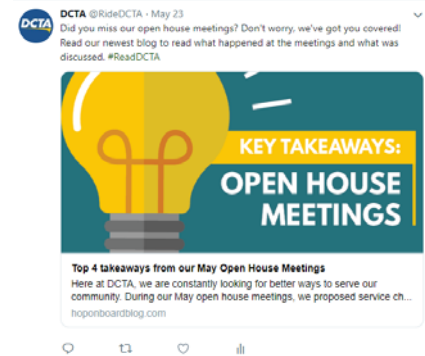 DCTA
DCTA @RideDCTA · May 23
Did you miss our open house meetings? Don't worry, we've got you covered!
Read our newest blog to read what happened at the meetings and what was
discussed. #ReadDCTA
KEY TAKEAWAYS:
OPEN HOUSE
MEETINGS
Top 4 takeaways from our May Open House Meetings
Here at DCTA, we are constantly looking for better ways to serve our
community. During our May open house meetings, we proposed service ch...
hoponboardblog.com